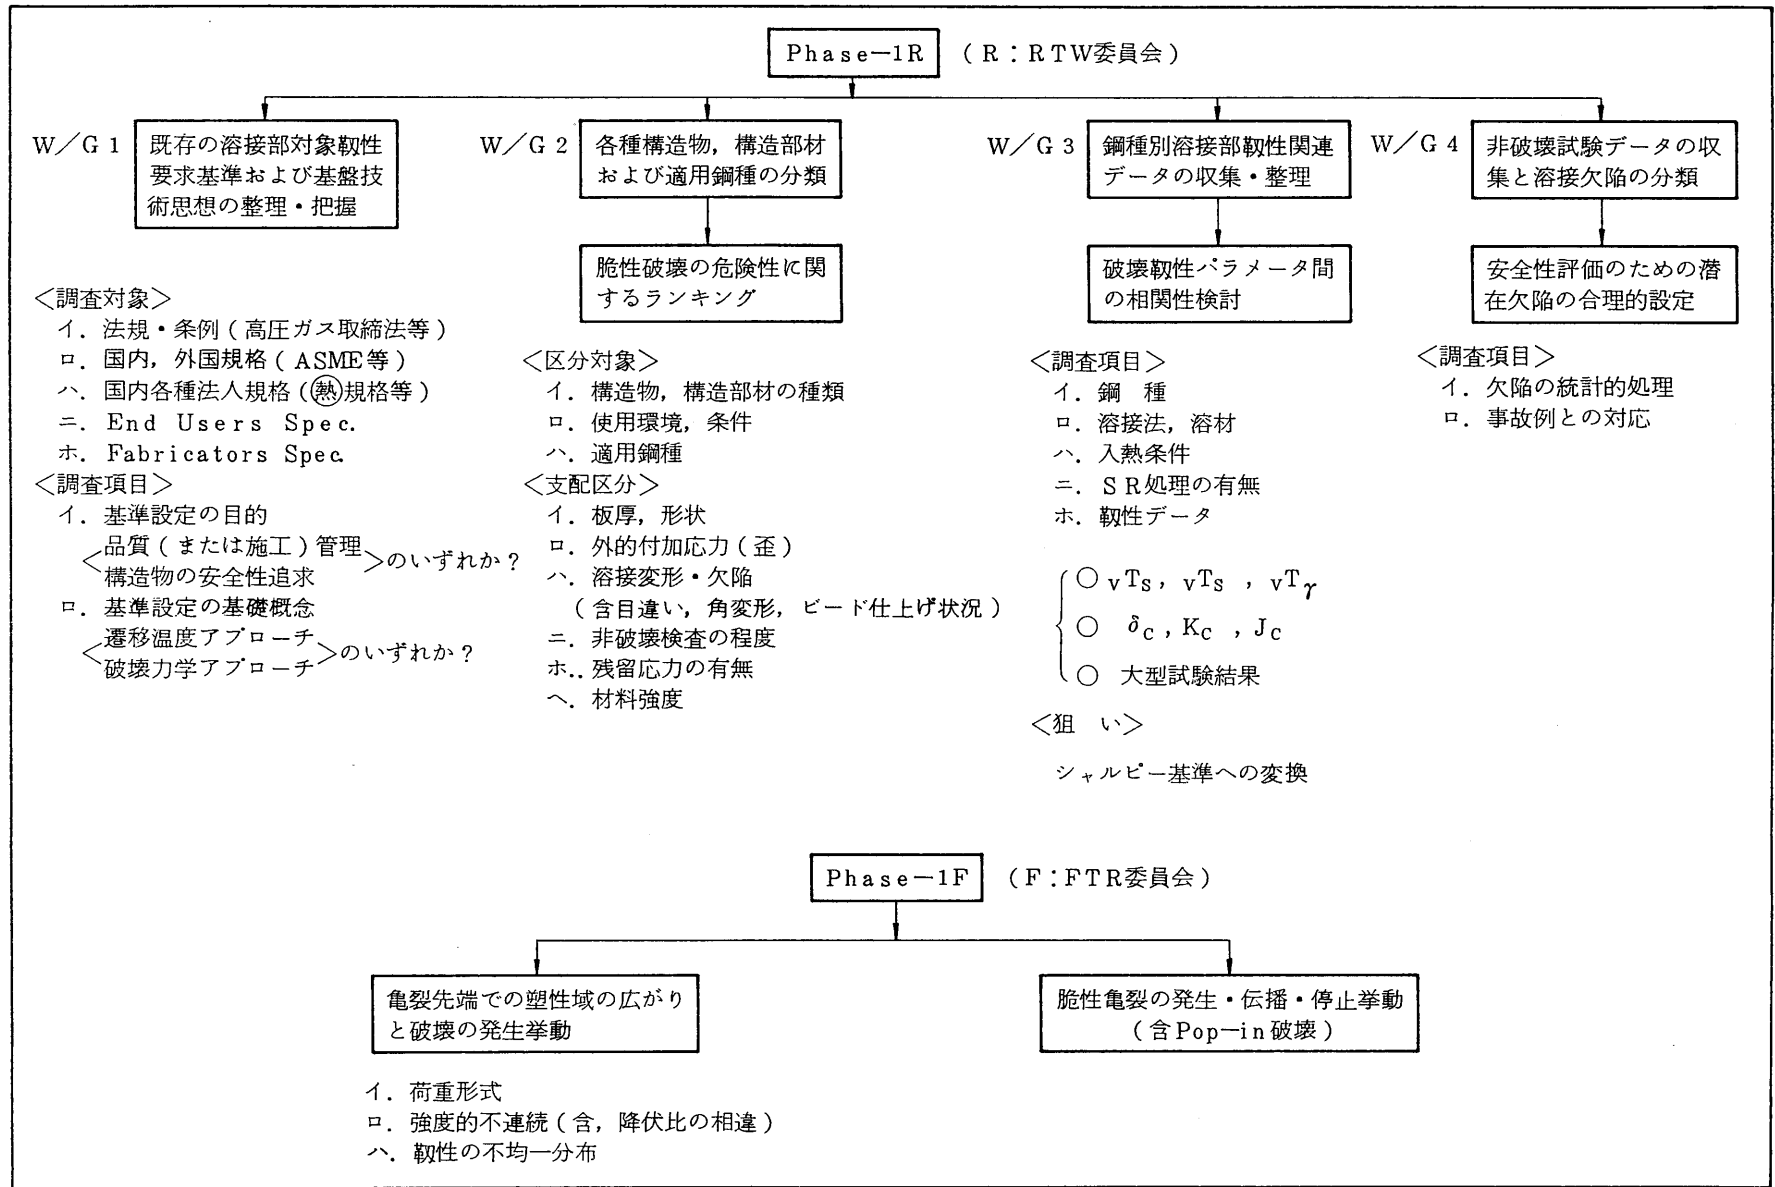 Phase−1R （R：RTW委員会）
W／G 1
既存の溶接部対象靱性
要求基準および基盤技
術思想の整理・把握
＜調査対象＞
イ．法規・条例（高圧ガス取締法等）
ロ．国内，外国規格（ASME等）
ハ．国内各種法人規格（熱規格等）
ニ．End Users Spec.
ホ．Fabricators Spec.
＜調査項目＞
イ．基準設定の目的
＜品質（または施工）管理
構造物の安全性追求＞のいずれか？
ロ．基準設定の基礎概念
＜遷移温度アプローチ
破壊力学アプローチ＞のいずれか？
W／G 2
各種構造物，構造部材
および適用鋼種の分類
脆性破壊の危険性に関
するランキング
＜区分対象＞
イ．構造物，構造部材の種類
ロ．使用環境，条件
ハ．適用鋼種
＜支配区分＞
イ．板厚，形状
ロ．外的付加応力（歪）
ハ．溶接変形・欠陥
（含目違い，角変形，ビード仕上げ状況）
ニ．非破壊検査の程度
ホ．．残留応力の有無
ヘ．材料強度
W／G 3
鋼種別溶接部靱性関連
データの収集・整理
破壊靱性パラメータ間
の相関性検討
＜調査項目＞
イ．鋼　種
ロ．溶接法，溶材
ハ．入熱条件
ニ．SR処理の有無
ホ．靱性データ
○ vTS，vTS ，vTγ
○ δC，KC ，JC
○ 大型試験結果
＜狙　い＞
シャルピー基準への変換
W／G 4
非破壊試験データの収
集と溶接欠陥の分類
安全性評価のための潜
在欠陥の合理的設定
＜調査項目＞
イ．欠陥の統計的処理
ロ．事故例との対応
Phase−1F （F：FTR委員会）
亀裂先端での塑性域の広がり
と破壊の発生挙動
イ．荷重形式
ロ．強度的不連続（含，降伏比の相違）
ハ．靱性の不均一分布
脆性亀裂の発生・伝播・停止挙動
（含Pop−in破壊）